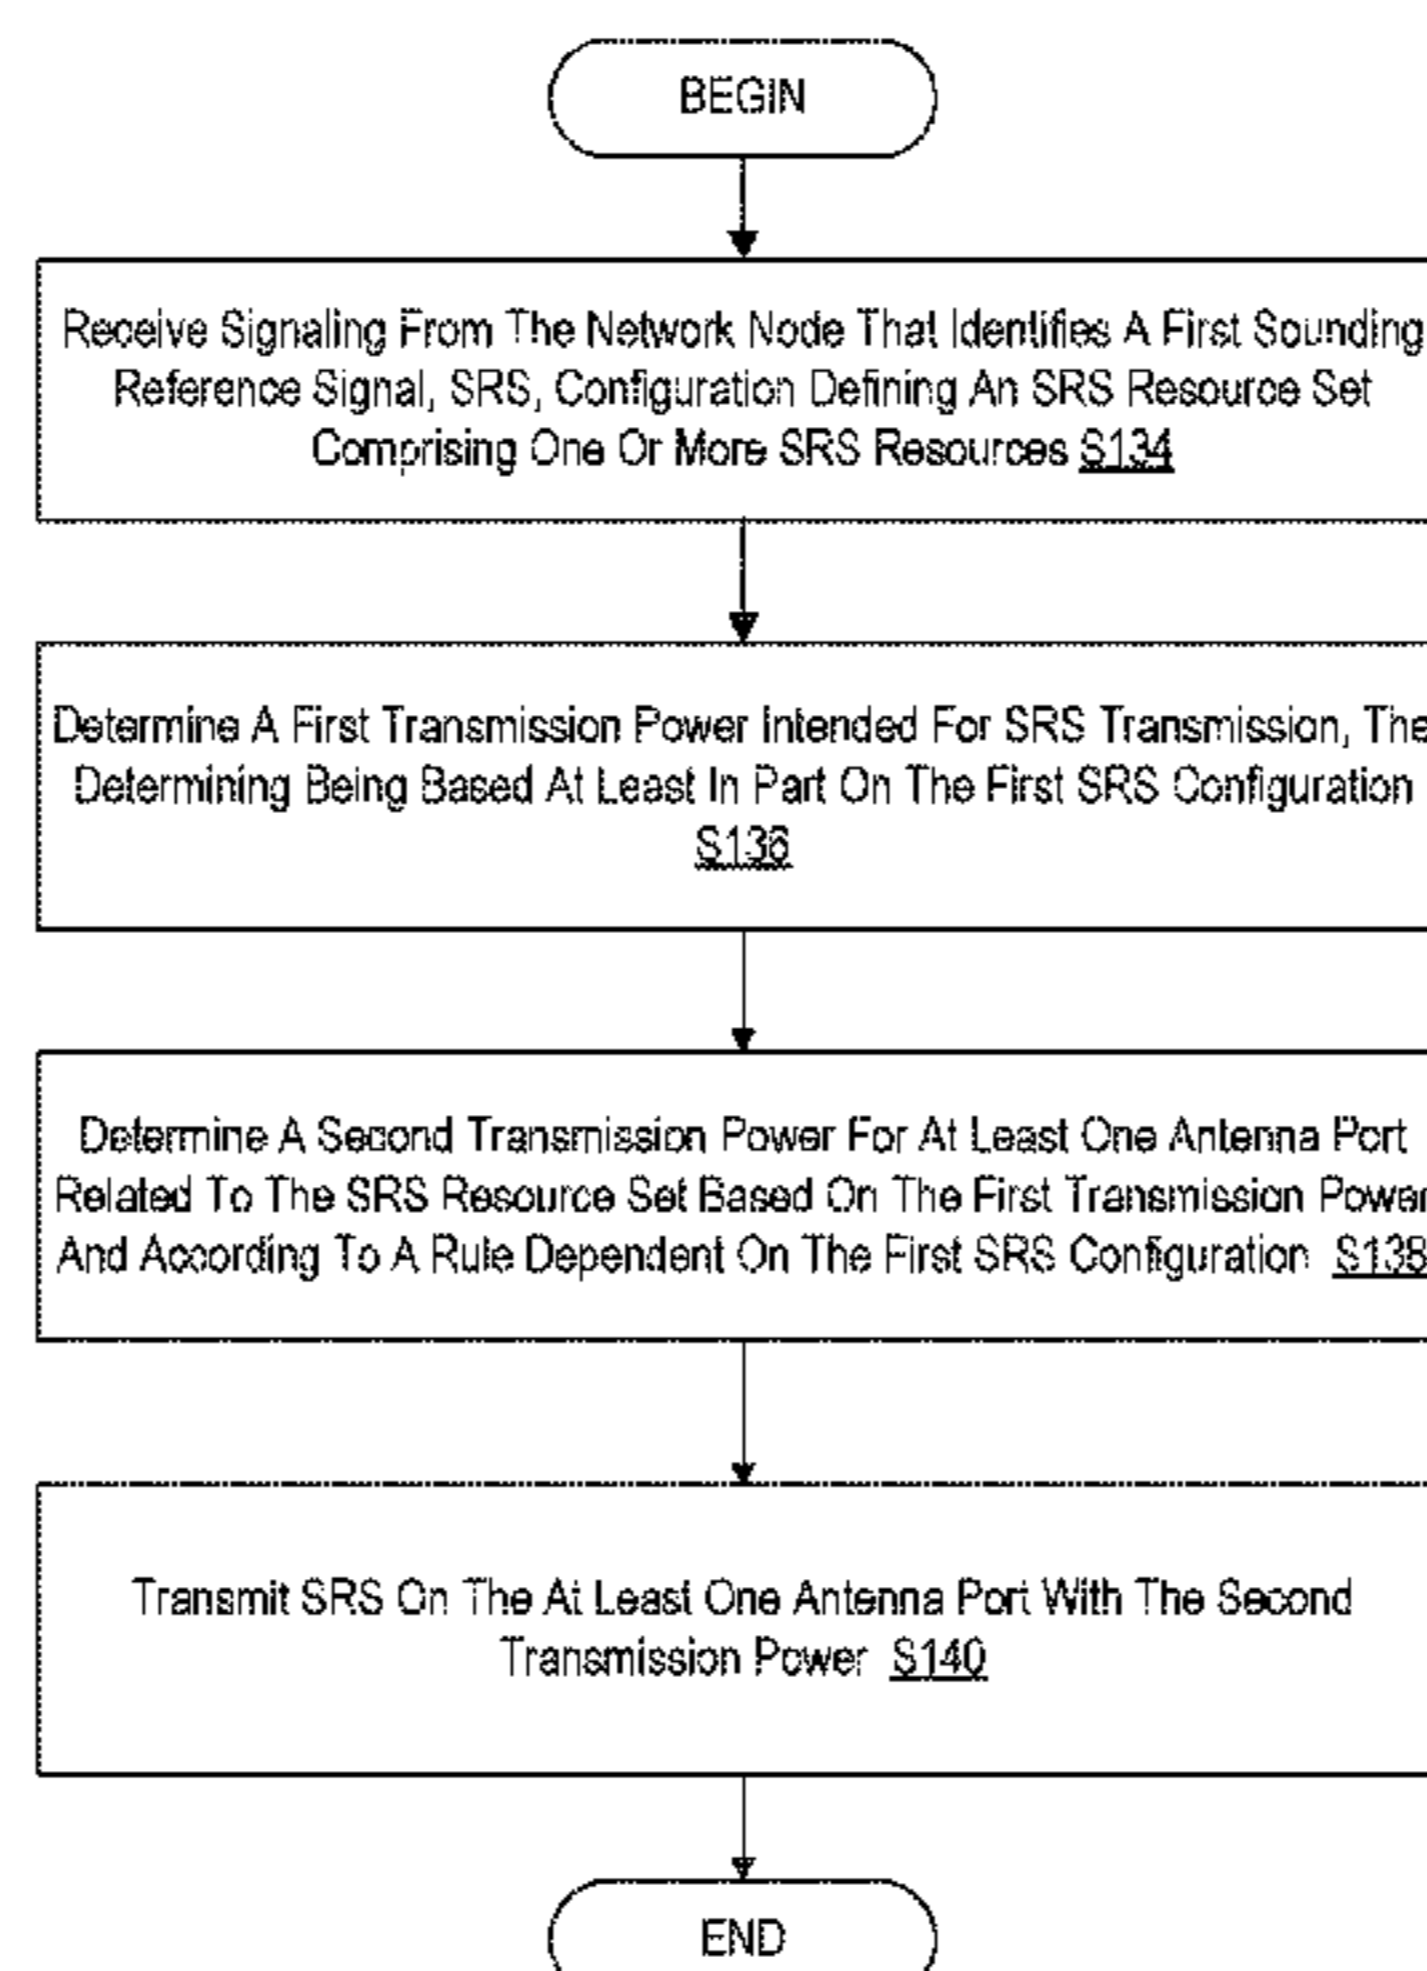 BEGIN
Receive Signaling From The Network Node That Identifies A First Sounding
Reference Signal, SRS, Configuration Defining An SRS Resource Set
Comprising One Or More SRS Resources S134
Determine A First Transmission Power Intended For SRS Transmission, The
Determining Being Based At Least In Part On The First SRS Configuration
S136
Determine A Second Transmission Power For At Least One Antenna Port
Related To The SRS Resource Set Based On The First Transmission Power
And According To A Rule Dependent On The First SRS Configuration S138
Transmit SRS On The At Least One Antenna Port With The Second
Transmission Power S140
END